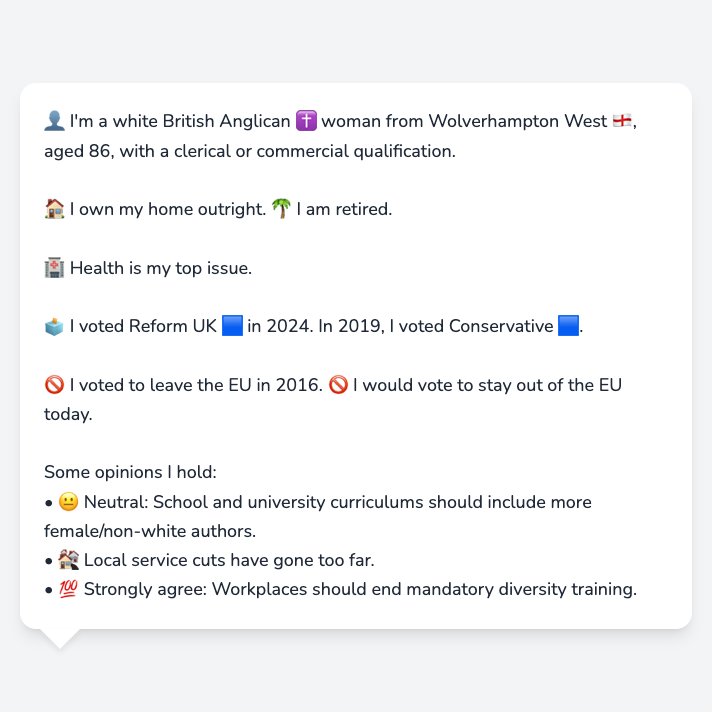 👤 I'm a white British Anglican ✝️ woman from Wolverhampton West 🏴󠁧󠁢󠁥󠁮󠁧󠁿,
aged 86, with a clerical or commercial qualification.
🏠 I own my home outright. 🌴 I am retired.
🏥 Health is my top issue.
🗳️ I voted Reform UK 🟦 in 2024. In 2019, I voted Conservative 🟦.
🚫 I voted to leave the EU in 2016. 🚫 I would vote to stay out of the EU
today.
Some opinions I hold:
• 😐 Neutral: School and university curriculums should include more
female/non-white authors.
• 🏚️ Local service cuts have gone too far.
• 💯 Strongly agree: Workplaces should end mandatory diversity training.